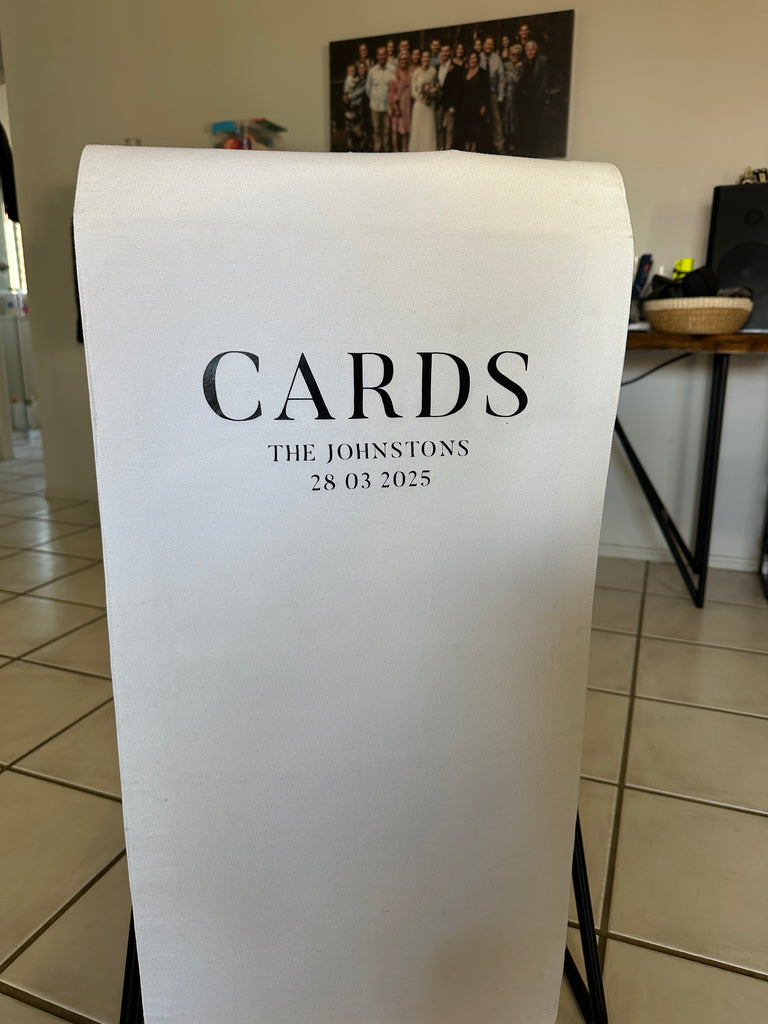 CARDS
THE JOHNSTONS
28 03 2025